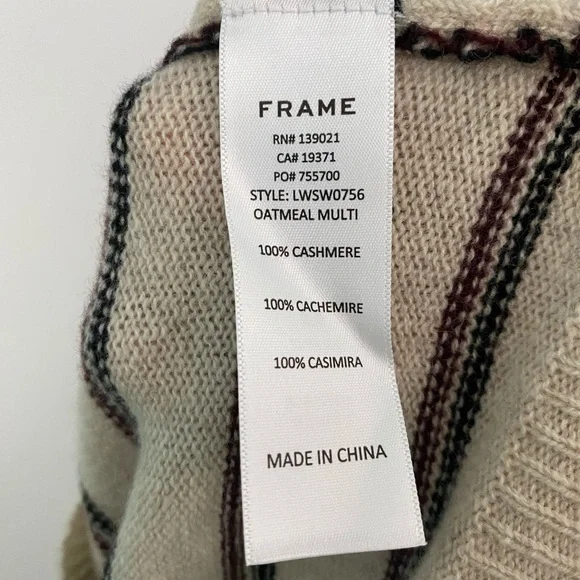 FRAME
RN# 139021
CA# 19371
PO# 755700
STYLE: LWSW0756
OATMEAL MULTI
100% CASHMERE
100% CACHEMIRE
100% CASIMIRA
MADE IN CHINA